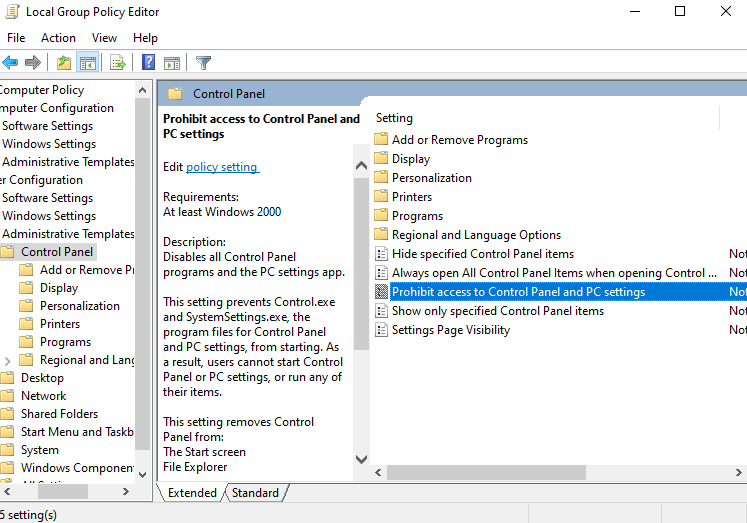 Local Group Policy Editor
File Action View Help
Computer Policy
mputer Configuration
Software Settings
Windows Settings
Administrative Templates
er Configuration
Software Settings
Windows Settings
Administrative Templates
Control Panel
Add or Remove Pr
Display
Personalization
Printers
Programs
Regional and Lang
Desktop
Network
Shared Folders
Start Menu and Taskb
System
Windows Componen
Control Panel
Prohibit access to Control Panel and
PC settings
Edit policy setting
Requirements:
At least Windows 2000
Description:
Disables all Control Panel
programs and the PC settings app.
This setting prevents Control.exe
and SystemSettings.exe, the
program files for Control Panel
and PC settings, from starting. As
a result, users cannot start Control
Panel or PC settings, or run any of
their items.
This setting removes Control
Panel from:
The Start screen
File Explorer
Setting
Add or Remove Programs
Display
Personalization
Printers
Programs
Regional and Language Options
Hide specified Control Panel items Not
Always open All Control Panel Items when opening Control ... Not
Prohibit access to Control Panel and PC settings Not
Show only specified Control Panel items Not
Settings Page Visibility Not
Extended Standard
5 setting(s)